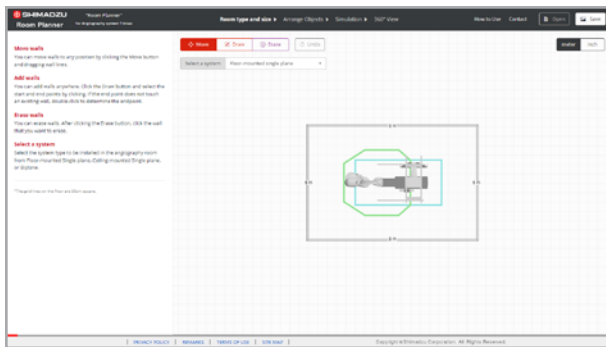 SHIMADZU
"Room Planner"
Room Planner
for Angiography system Trinias
Room type and size
Arrange Objects
Simulation
360° View
How to Use
Contact
Open
Save
Move walls
You can move walls to any position by clicking the Move button
and dragging wall lines.
Add walls
You can add walls anywhere. Click the Draw button and select the
start and end points by clicking. If the end point does not touch
an existing wall, double-click to determine the endpoint.
Erase walls
You can erase walls. After clicking the Erase button, click the wall
that you want to erase.
Select a system
Select the system type to be installed in the angiography room
from Floor-mounted Single plane, Ceiling-mounted Single plane,
or Biplane.
Move
Draw
Erase
Undo
meter
inch
Select a system
Floor-mounted single plane
PRIVACY POLICY
REMARKS
TERMS OF USE
SITE MAP
Copyright © Shimadzu Corporation. All Rights Reserved.